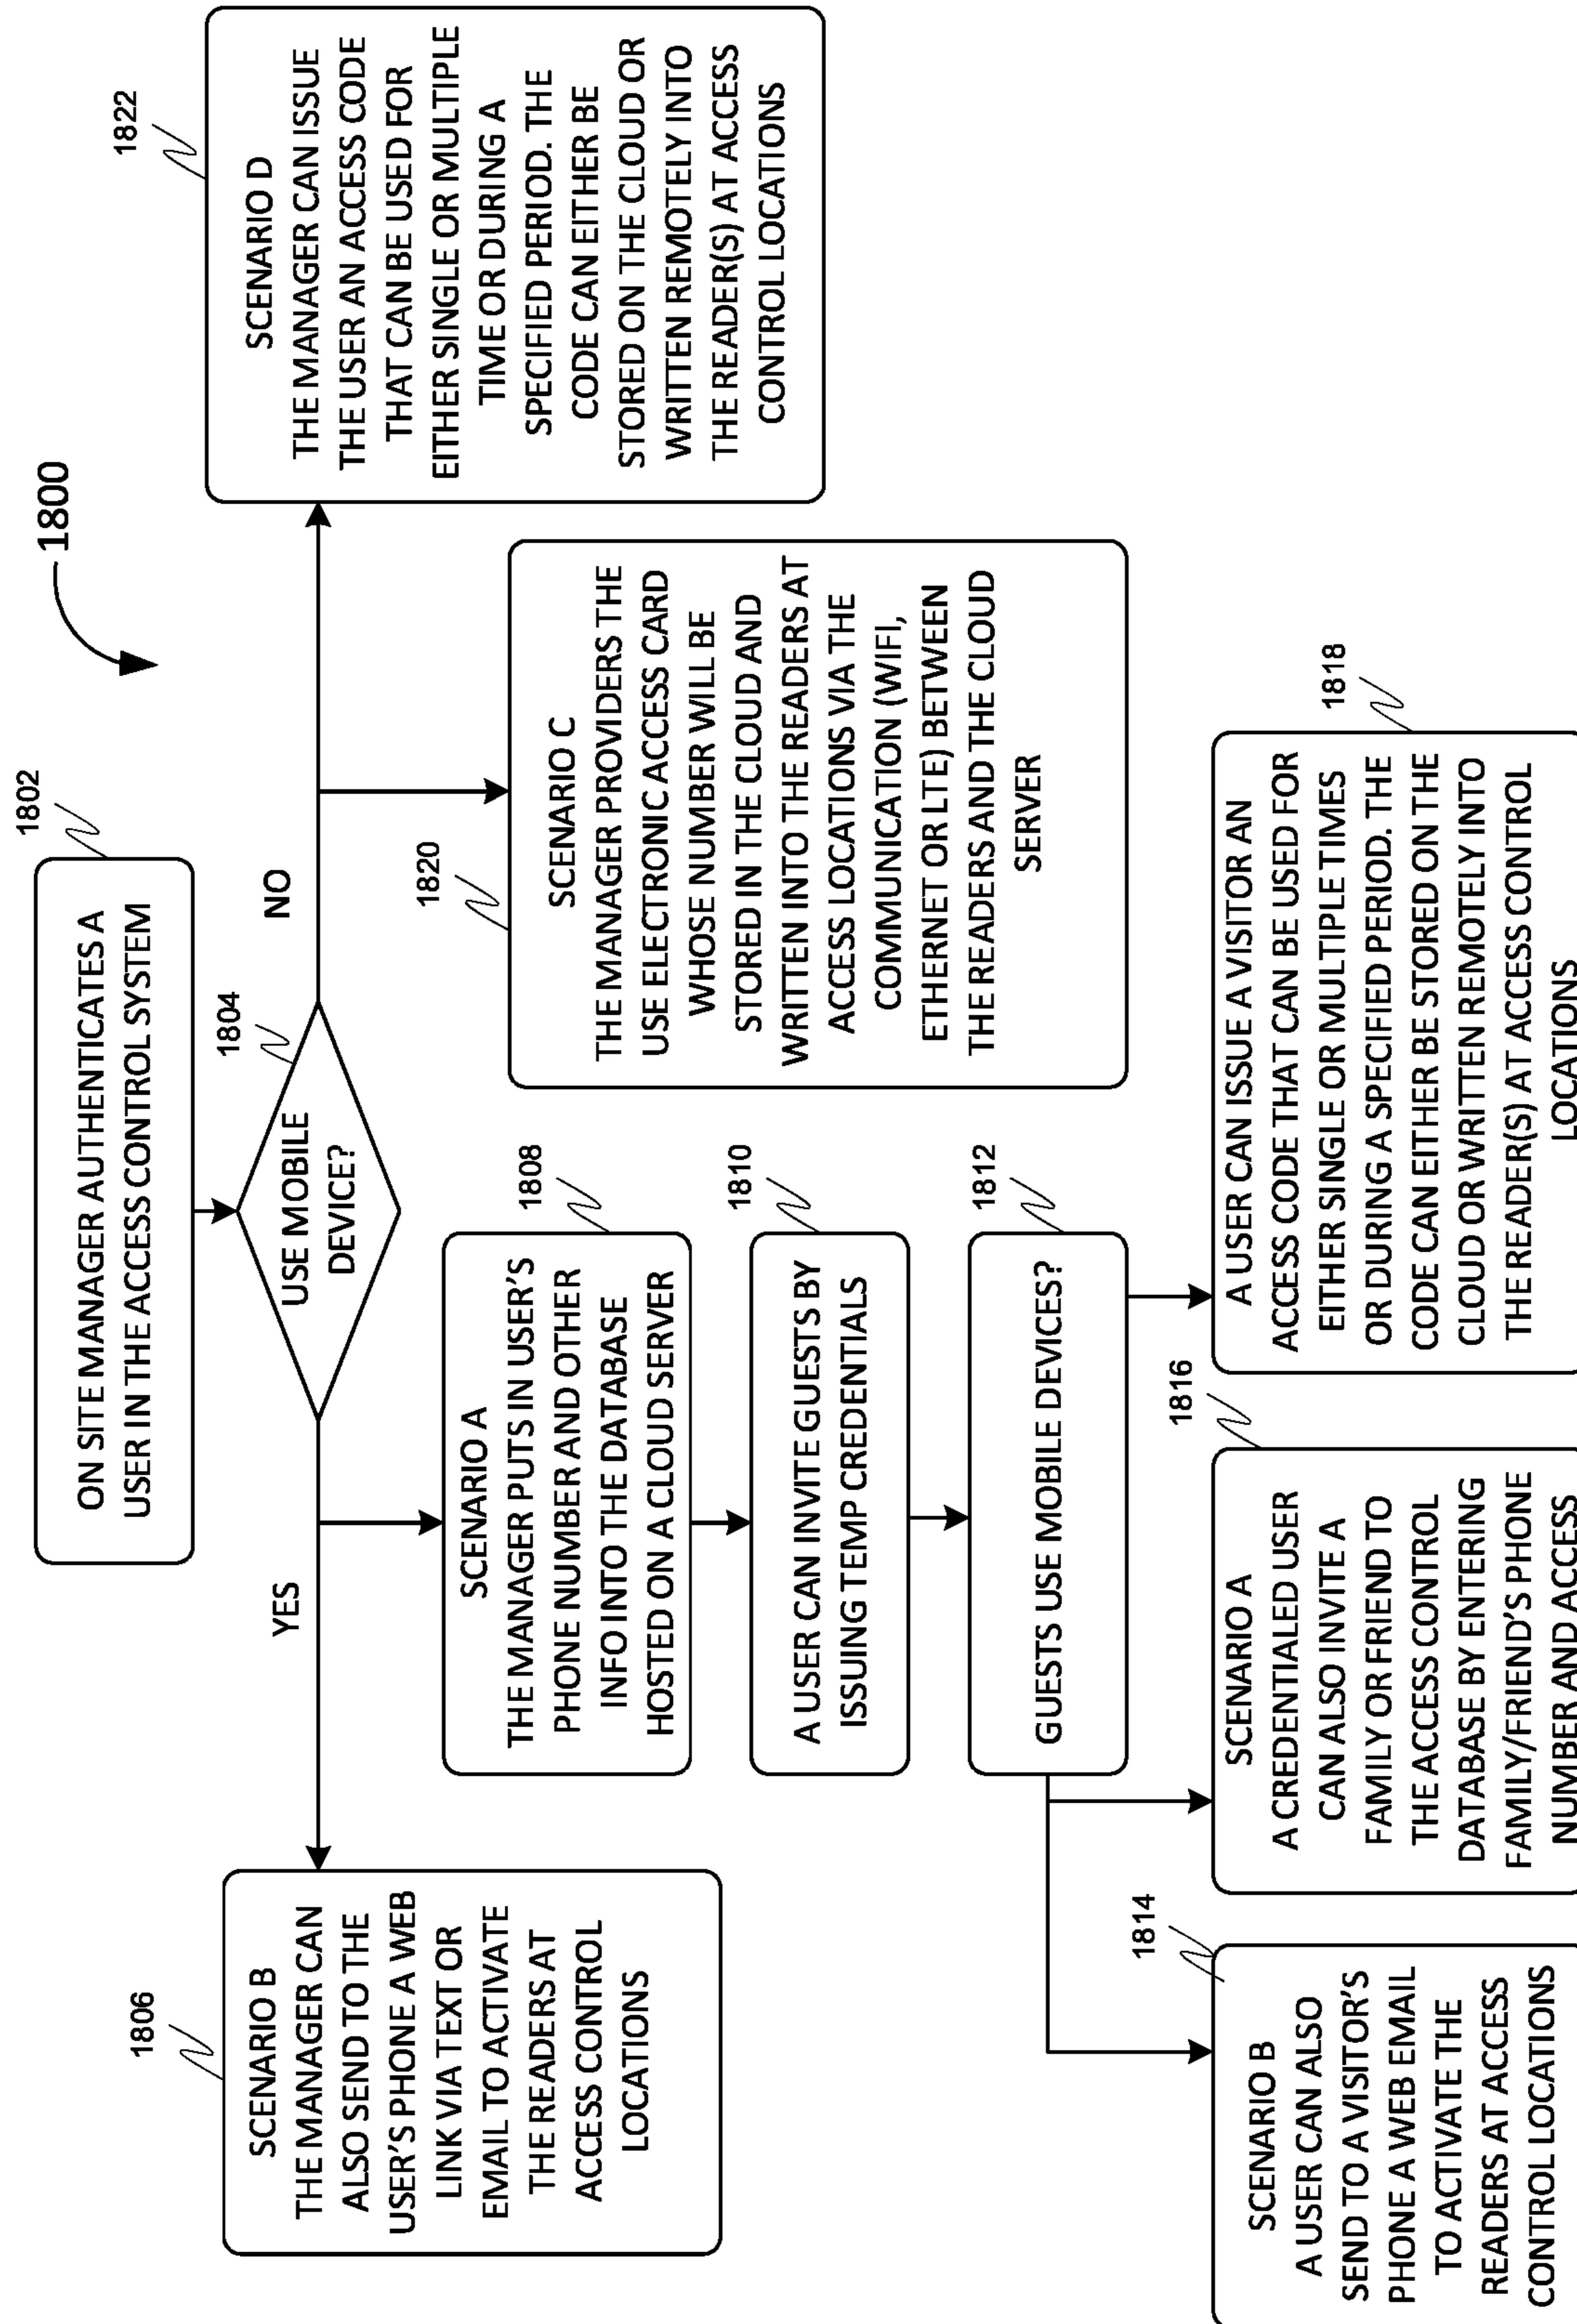 1800
1802
ON SITE MANAGER AUTHENTICATES A
USER IN THE ACCESS CONTROL SYSTEM
1804
USE MOBILE
DEVICE?
YES
NO
1806
SCENARIO B
THE MANAGER CAN
ALSO SEND TO THE
USER'S PHONE A WEB
LINK VIA TEXT OR
EMAIL TO ACTIVATE
THE READERS AT
ACCESS CONTROL
LOCATIONS
1808
SCENARIO A
THE MANAGER PUTS IN USER'S
PHONE NUMBER AND OTHER
INFO INTO THE DATABASE
HOSTED ON A CLOUD SERVER
1820
SCENARIO C
THE MANAGER PROVIDERS THE
USE ELECTRONIC ACCESS CARD
WHOSE NUMBER WILL BE
STORED IN THE CLOUD AND
WRITTEN INTO THE READERS AT
ACCESS LOCATIONS VIA THE
COMMUNICATION (WIFI,
ETHERNET OR LTE) BETWEEN
THE READERS AND THE CLOUD
SERVER
1822
SCENARIO D
THE MANAGER CAN ISSUE
THE USER AN ACCESS CODE
THAT CAN BE USED FOR
EITHER SINGLE OR MULTIPLE
TIME OR DURING A
SPECIFIED PERIOD. THE
CODE CAN EITHER BE
STORED ON THE CLOUD OR
WRITTEN REMOTELY INTO
THE READER(S) AT ACCESS
CONTROL LOCATIONS
1810
A USER CAN INVITE GUESTS BY
ISSUING TEMP CREDENTIALS
1812
GUESTS USE MOBILE DEVICES?
1814
SCENARIO B
A USER CAN ALSO
SEND TO A VISITOR'S
PHONE A WEB EMAIL
TO ACTIVATE THE
READERS AT ACCESS
CONTROL LOCATIONS
1816
SCENARIO A
A CREDENTIALED USER
CAN ALSO INVITE A
FAMILY OR FRIEND TO
THE ACCESS CONTROL
DATABASE BY ENTERING
FAMILY/FRIEND'S PHONE
NUMBER AND ACCESS
1818
A USER CAN ISSUE A VISITOR AN
ACCESS CODE THAT CAN BE USED FOR
EITHER SINGLE OR MULTIPLE TIMES
OR DURING A SPECIFIED PERIOD. THE
CODE CAN EITHER BE STORED ON THE
CLOUD OR WRITTEN REMOTELY INTO
THE READER(S) AT ACCESS CONTROL
LOCATIONS